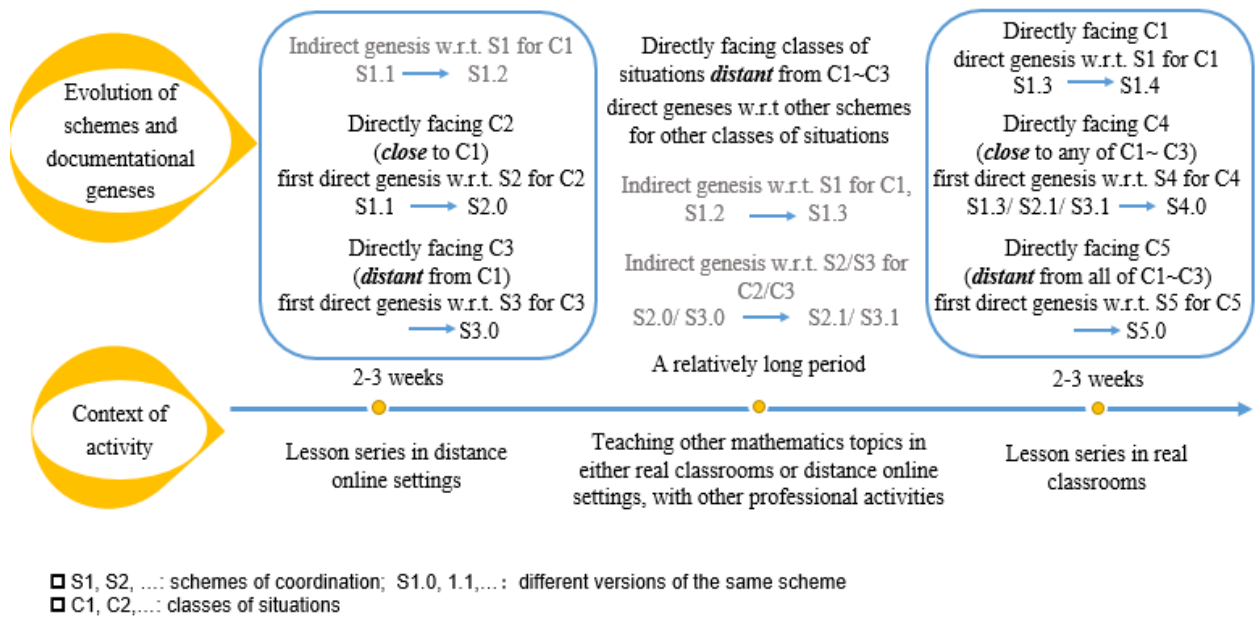 Evolution of
schemes and
documentational
geneses
Indirect genesis w.r.t. S1 for C1
S1.1 → S1.2
Directly facing C2
(close to C1)
first direct genesis w.r.t. S2 for C2
S1.1 → S2.0
Directly facing C3
(distant from C1)
first direct genesis w.r.t. S3 for C3
→ S3.0
Directly facing classes of
situations distant from C1~C3
direct geneses w.r.t other schemes
for other classes of situations
Indirect genesis w.r.t. S1 for C1,
S1.2 → S1.3
Indirect genesis w.r.t. S2/S3 for
C2/C3
S2.0/ S3.0 → S2.1/ S3.1
Directly facing C1
direct genesis w.r.t. S1 for C1
S1.3 → S1.4
Directly facing C4
(close to any of C1~ C3)
first direct genesis w.r.t. S4 for C4
S1.3/ S2.1/ S3.1 → S4.0
Directly facing C5
(distant from all of C1~C3)
first direct genesis w.r.t. S5 for C5
→ S5.0
Context of
activity
2-3 weeks
A relatively long period
2-3 weeks
Lesson series in distance
online settings
Teaching other mathematics topics in
either real classrooms or distance online
settings, with other professional activities
Lesson series in real
classrooms
S1, S2, ...: schemes of coordination; S1.0, 1.1,...: different versions of the same scheme
C1, C2,...: classes of situations